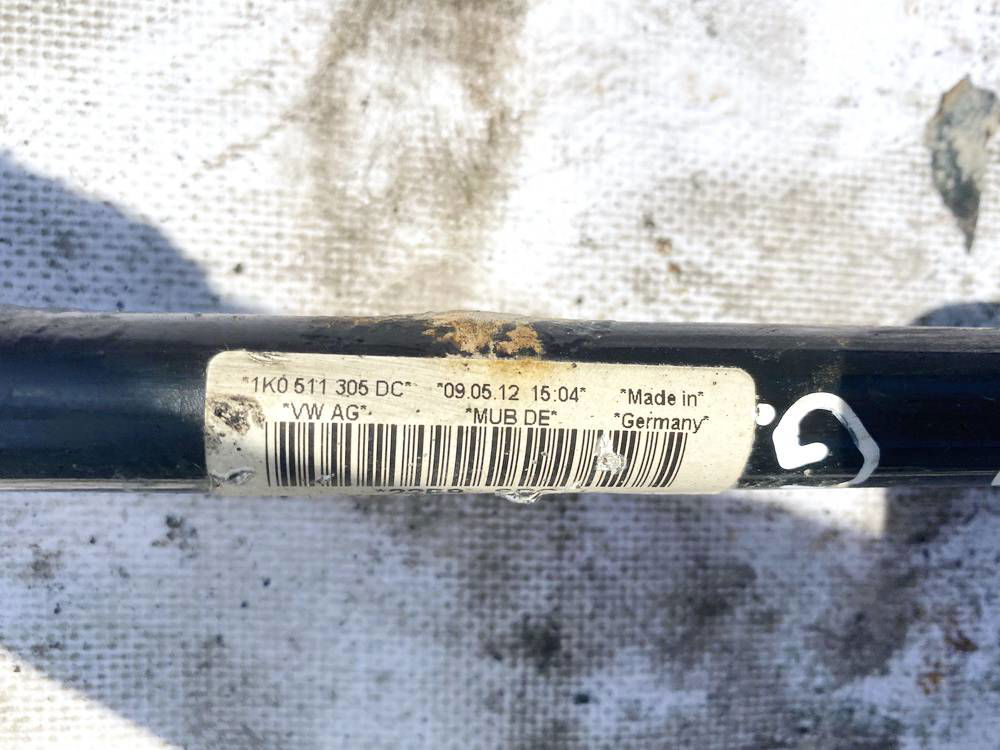 *1K0 511 305 DC* *09.05.12 15:04* *Made in*
*VW AG* *MUB DE* *Germany*